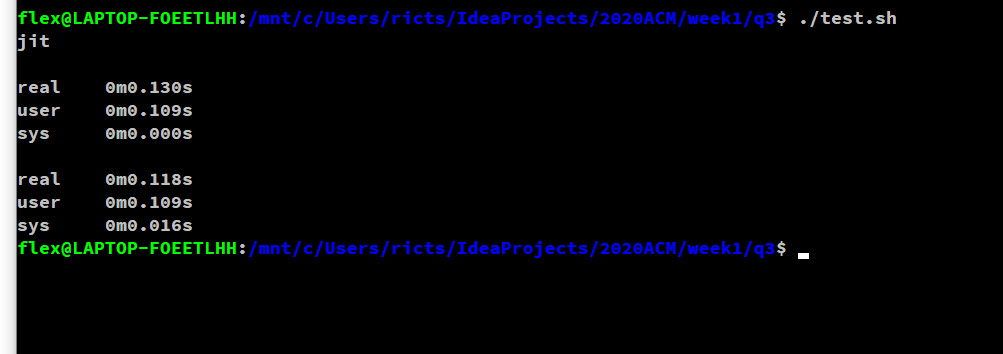 flex@LAPTOP-FOEETLHH:/mnt/c/Users/ricts/IdeaProjects/2020ACM/week1/q3$ ./test.sh
jit
real 0m0.130s
user 0m0.109s
sys 0m0.000s
real 0m0.118s
user 0m0.109s
sys 0m0.016s
flex@LAPTOP-FOEETLHH:/mnt/c/Users/ricts/IdeaProjects/2020ACM/week1/q3$